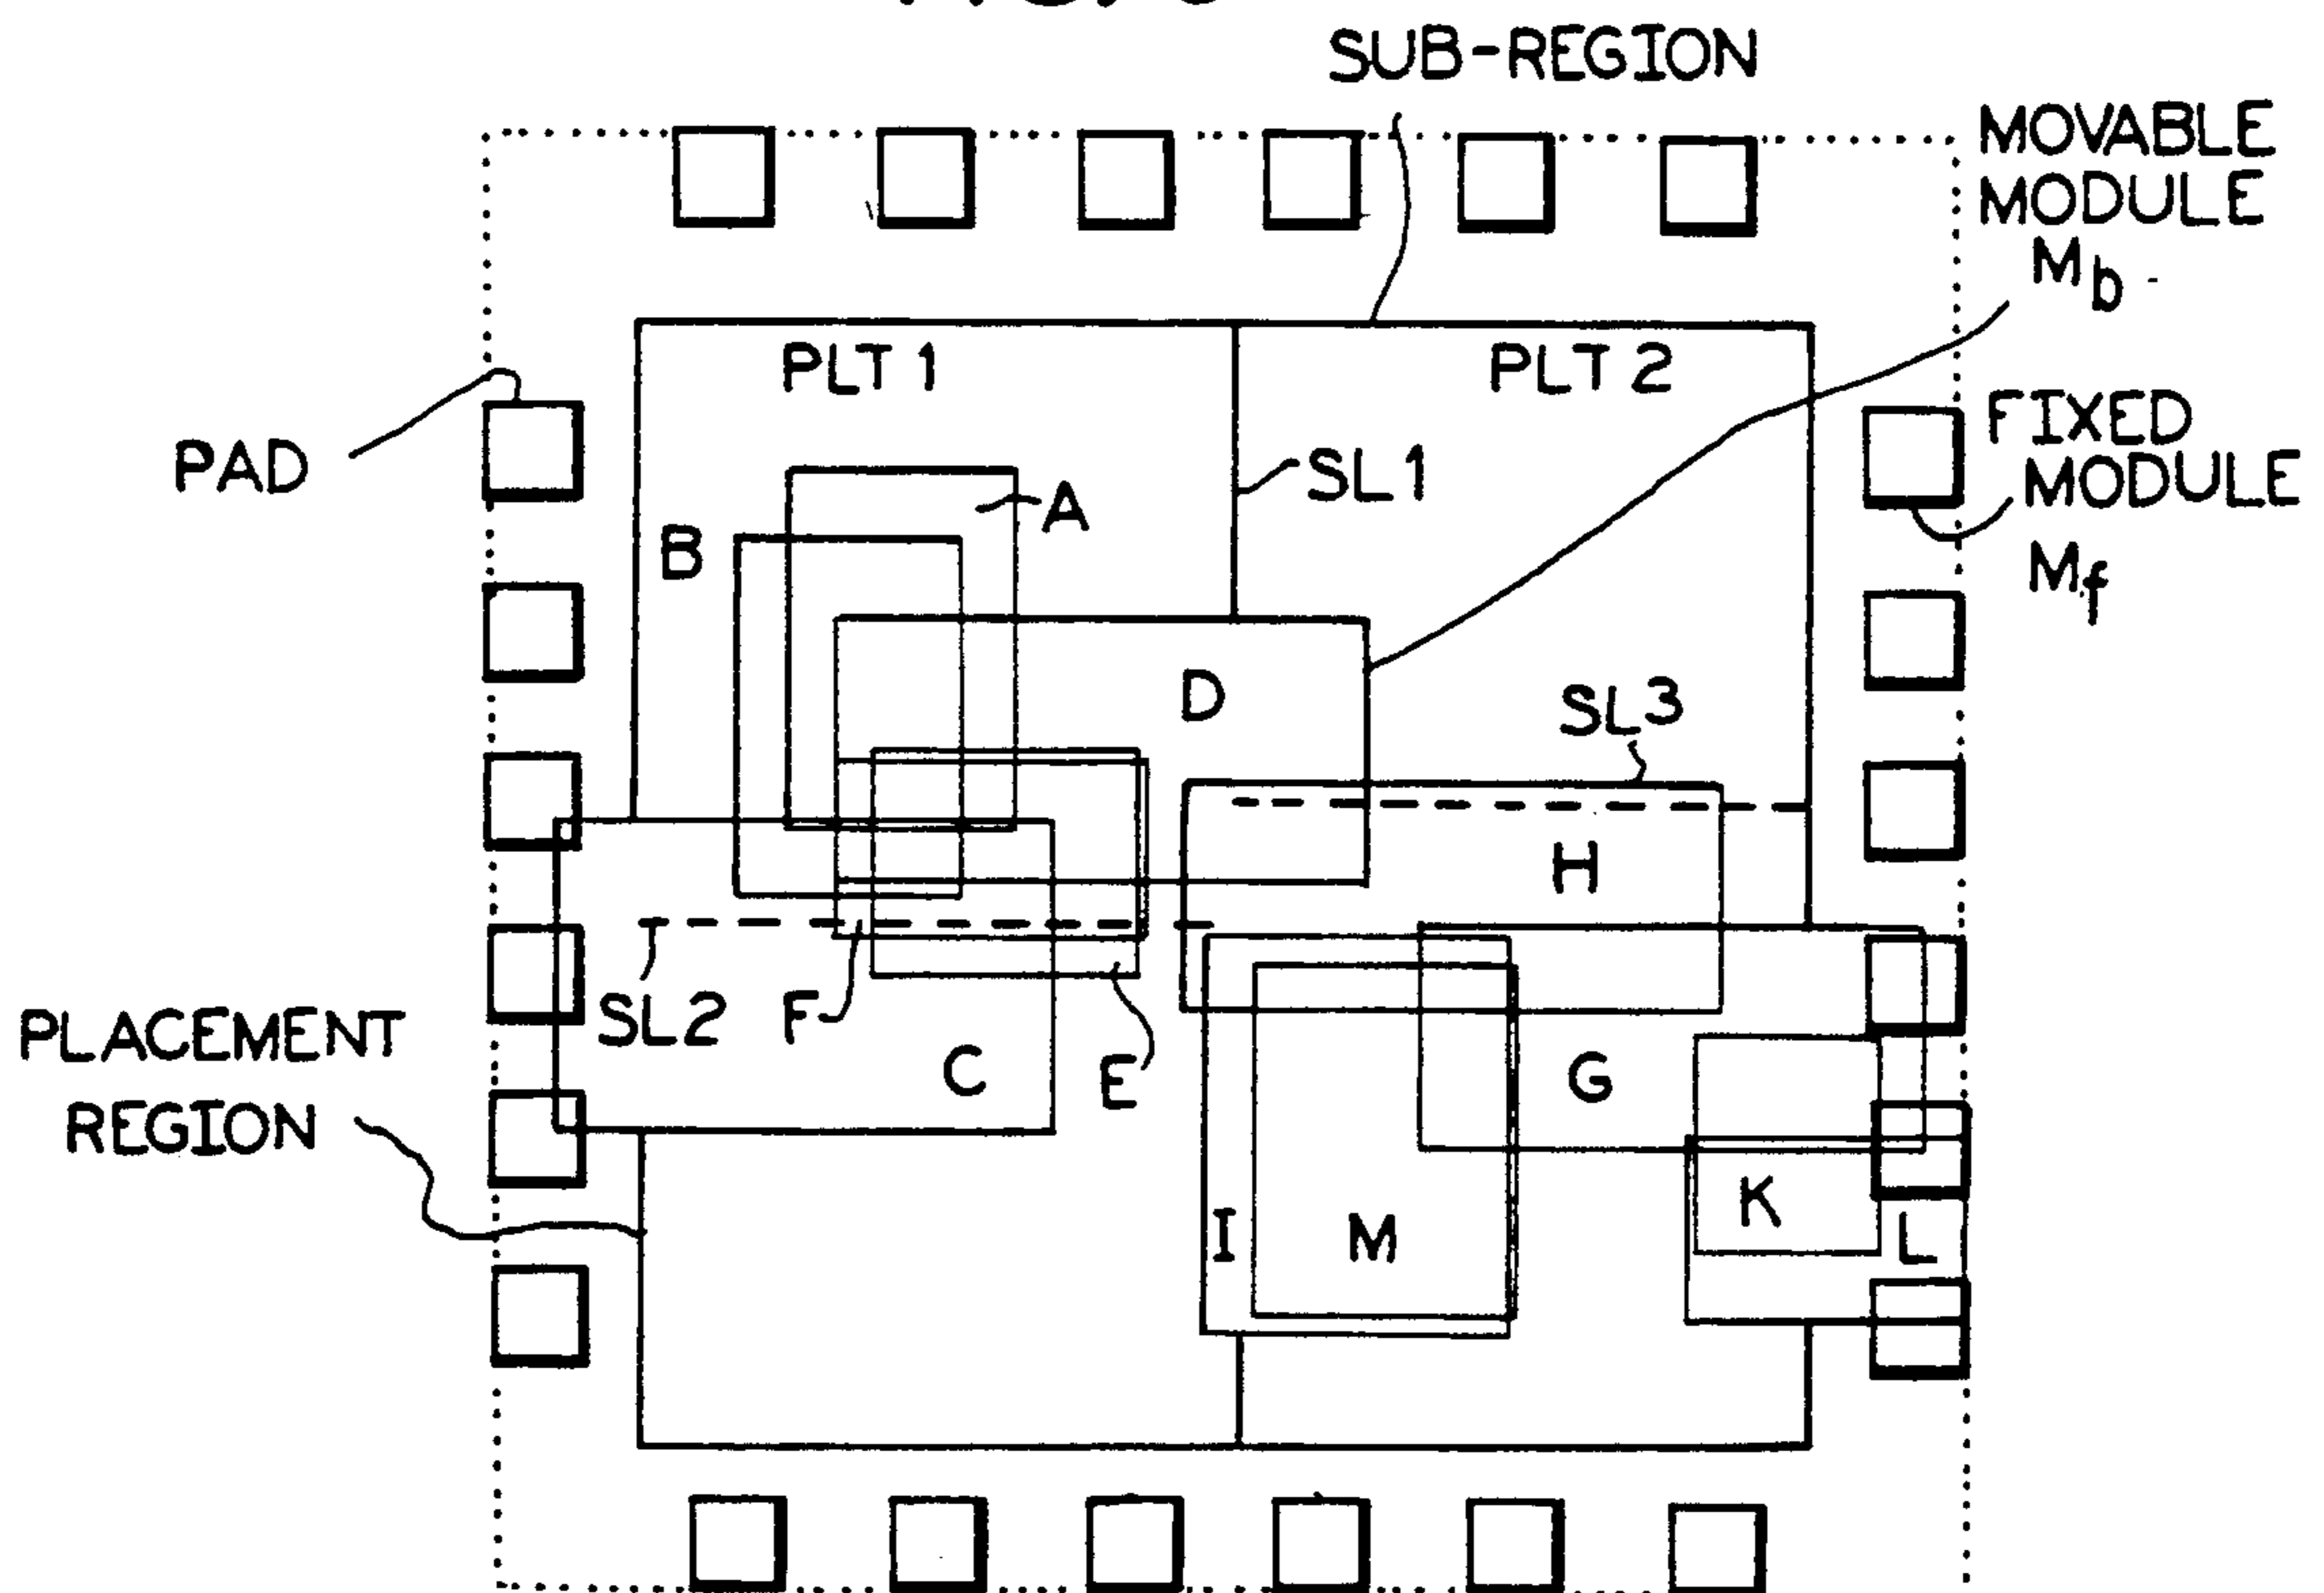 SUB-REGION
MOVABLE
MODULE
Mb
PLT 1
PLT 2
PAD
SL1
FIXED
MODULE
Mf
A
B
D
SL3
H
SL2
F
C
E
G
PLACEMENT
REGION
I
M
K
L